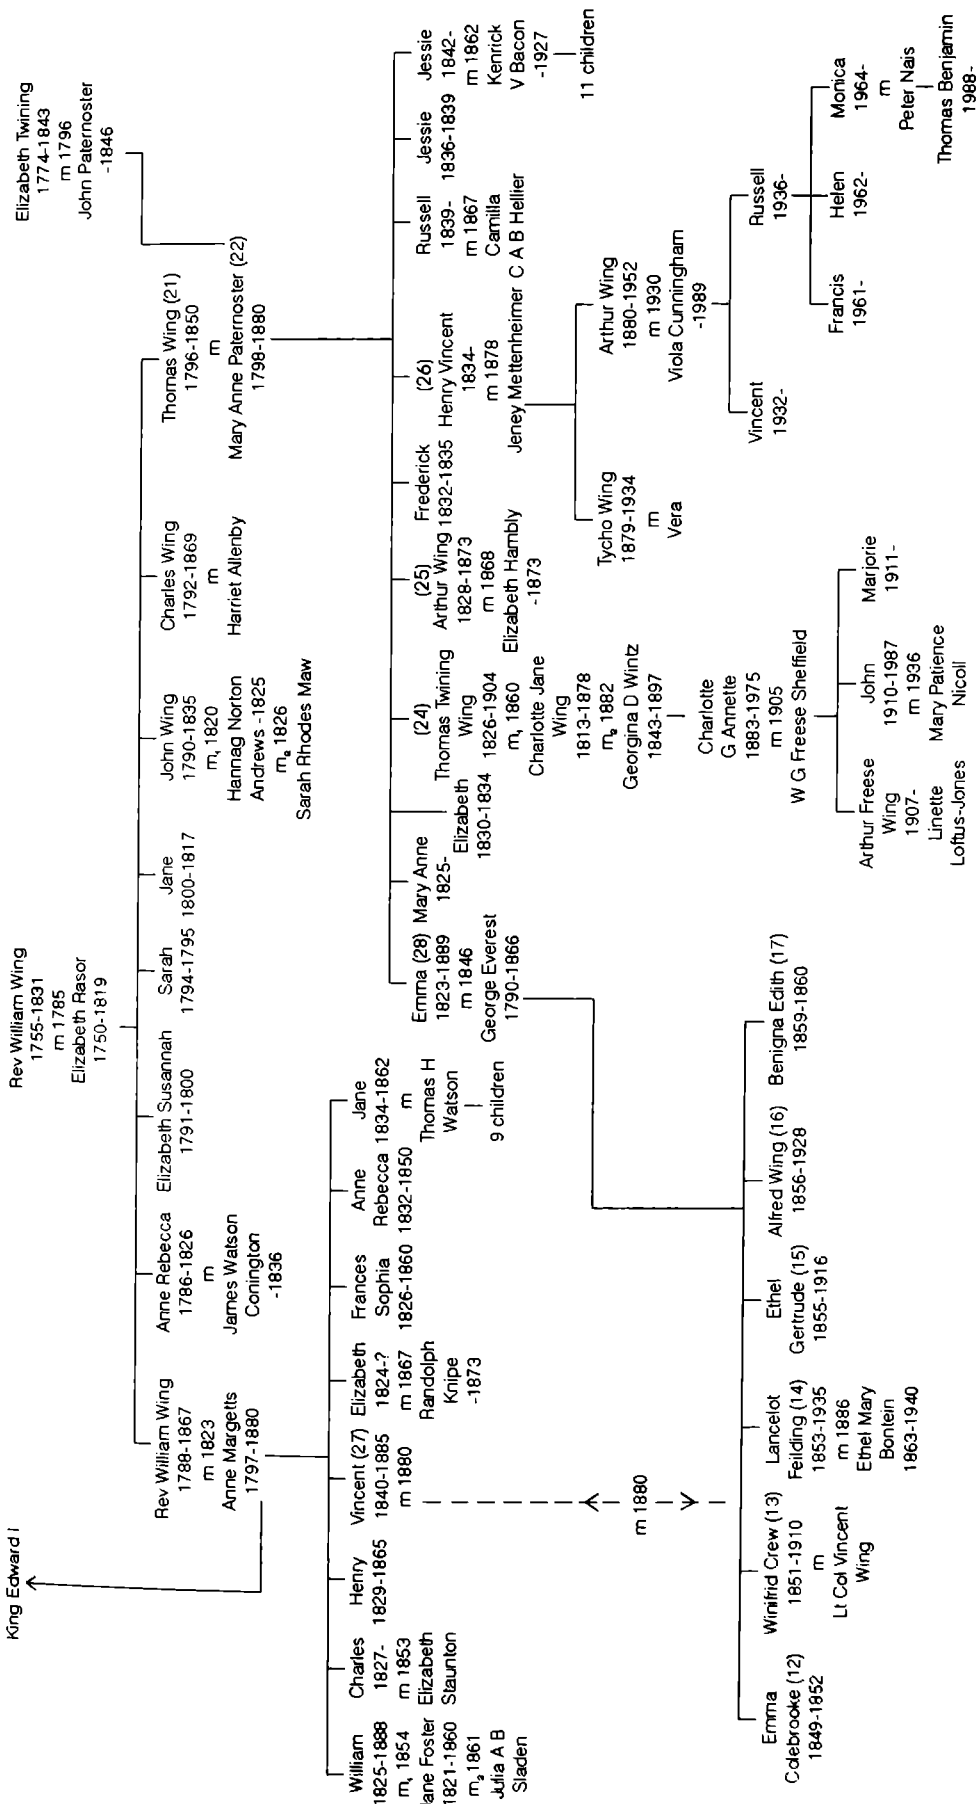 King Edward I
Rev William Wing
1755-1831
m 1785
Elizabeth Rasor
1750-1819
Elizabeth Twining
1774-1843
m 1796
John Paternoster
-1846
Rev William Wing
1788-1867
m 1823
Anne Margetts
1797-1880
Anne Rebecca
1786-1826
m
James Watson
Conington
-1836
Elizabeth Susannah
1791-1800
Sarah
1794-1795
Jane
1800-1817
John Wing
1790-1835
m₁ 1820
Hannag Norton
Andrews -1825
m₂ 1826
Sarah Rhodes Maw
Charles Wing
1792-1869
m
Harriet Allenby
Thomas Wing (21)
1796-1850
m
Mary Anne Paternoster (22)
1798-1880
William
1825-1888
m₁ 1854
Jane Foster
1821-1860
m₂ 1861
Julia A B
Sladen
Charles
1827-
m 1853
Elizabeth
Staunton
Henry
1829-1865
Vincent (27)
1840-1885
m 1880
Elizabeth
1824-?
m 1867
Randolph
Knipe
-1873
Frances
Sophia
1826-1860
Anne
Rebecca
1832-1850
Jane
1834-1862
m
Thomas H
Watson
9 children
Emma (28)
1823-1889
m 1846
George Everest
1790-1866
Mary Anne
1825-
Elizabeth
1830-1834
(24)
Thomas Twining
Wing
1826-1904
m₁ 1860
Charlotte Jane
Wing
1813-1878
m₂ 1882
Georgina D Wintz
1843-1897
(25)
Arthur Wing
1828-1873
m 1868
Elizabeth Hambly
-1873
Frederick
1832-1835
(26)
Henry Vincent
1834-
m 1878
Jeney Mettenheimer
Russell
1839-
m 1867
Camilla
C A B Hellier
Jessie
1836-1839
Jessie
1842-
m 1862
Kenrick
V Bacon
-1927
11 children
Charlotte
G Annette
1883-1975
m 1905
W G Freese Sheffield
Tycho Wing
1879-1934
m
Vera
Arthur Wing
1880-1952
m 1930
Viola Cunningham
-1989
Arthur Freese
Wing
1907-
Linette
Loftus-Jones
John
1910-1987
m 1936
Mary Patience
Nicoll
Marjorie
1911-
Vincent
1932-
Russell
1936-
Francis
1961-
Helen
1962-
Monica
1964-
m
Peter Nais
Thomas Benjamin
1988-
m 1880
Emma
Colebrooke (12)
1849-1852
Winifrid Crew (13)
1851-1910
m
Lt Col Vincent
Wing
Lancelot
Feilding (14)
1853-1935
m 1886
Ethel Mary
Bontein
1863-1940
Ethel
Gertrude (15)
1855-1916
Alfred Wing (16)
1856-1928
Benigna Edith (17)
1859-1860